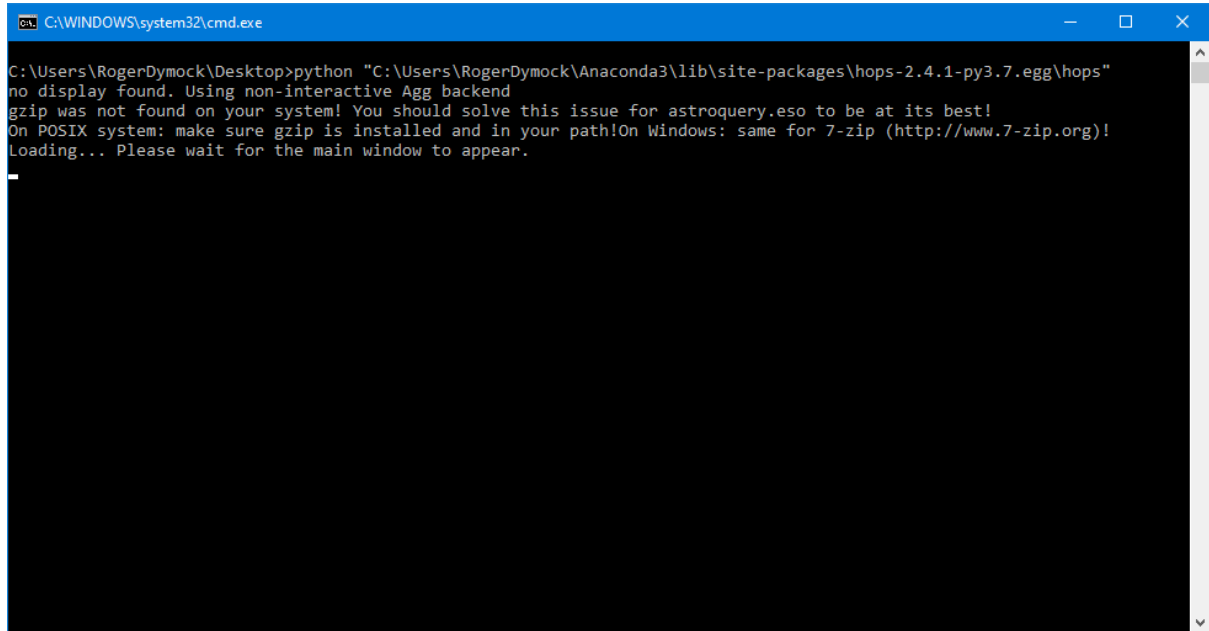 C:\WINDOWS\system32\cmd.exe
C:\Users\RogerDymock\Desktop>python "C:\Users\RogerDymock\Anaconda3\lib\site-packages\hops-2.4.1-py3.7.egg\hops"
no display found. Using non-interactive Agg backend
gzip was not found on your system! You should solve this issue for astroquery.eso to be at its best!
On POSIX system: make sure gzip is installed and in your path!On Windows: same for 7-zip (http://www.7-zip.org)!
Loading... Please wait for the main window to appear.